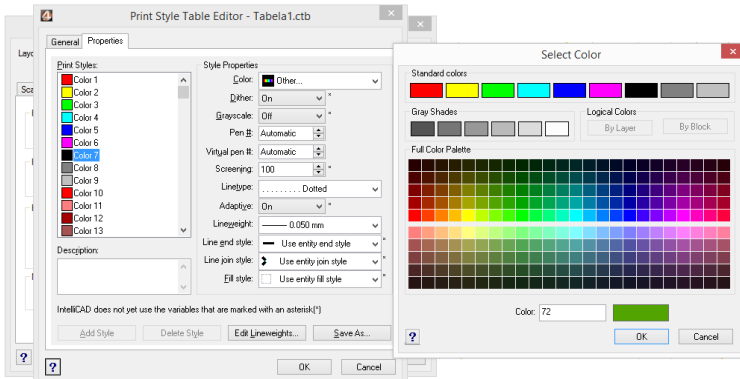 Print Style Table Editor - Tabela1.ctb
General Properties
Print Styles:
Color 1
Color 2
Color 3
Color 4
Color 5
Color 6
Color 7
Color 8
Color 9
Color 10
Color 11
Color 12
Color 13
Description:
Style Properties
Color: Other...
Dither: On *
Grayscale: Off *
Pen #: Automatic
Virtual pen #: Automatic
Screening: 100 *
Linetype: . . . . . . . . . Dotted
Adaptive: On *
Lineweight: 0.050 mm
Line end style: Use entity end style *
Line join style: Use entity join style *
Fill style: Use entity fill style *
IntelliCAD does not yet use the variables that are marked with an asterisk(*)
Add Style Delete Style Edit Lineweights... Save As...
? OK Cancel
Select Color
Standard colors
Gray Shades
Logical Colors
By Layer By Block
Full Color Palette
Color: 72
? OK Cancel